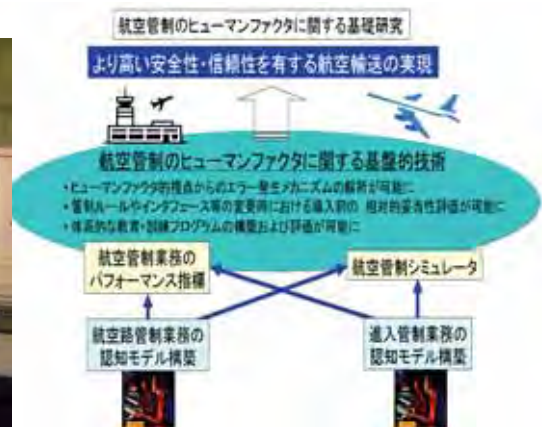 航空管制のヒューマンファクタに関する基礎研究
より高い安全性・信頼性を有する航空輸送の実現
航空管制のヒューマンファクタに関する基盤的技術
・ヒューマンファクタ的視点からのエラー発生メカニズムの解明が可能に
・管制ルールやインタフェース等の変更時における導入前の 相対的妥当性評価が可能に
・体系的な教育・訓練プログラムの構築および評価が可能に
航空管制業務の
パフォーマンス指標
航空管制シミュレータ
航空路管制業務の
認知モデル構築
進入管制業務の
認知モデル構築